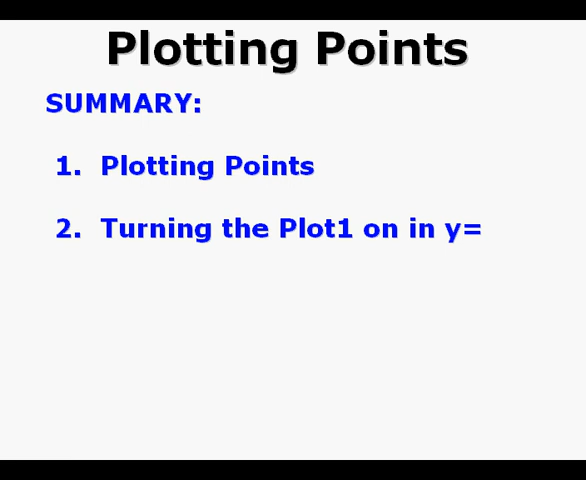 Plotting Points
SUMMARY:
1. Plotting Points
2. Turning the Plot1 on in y=